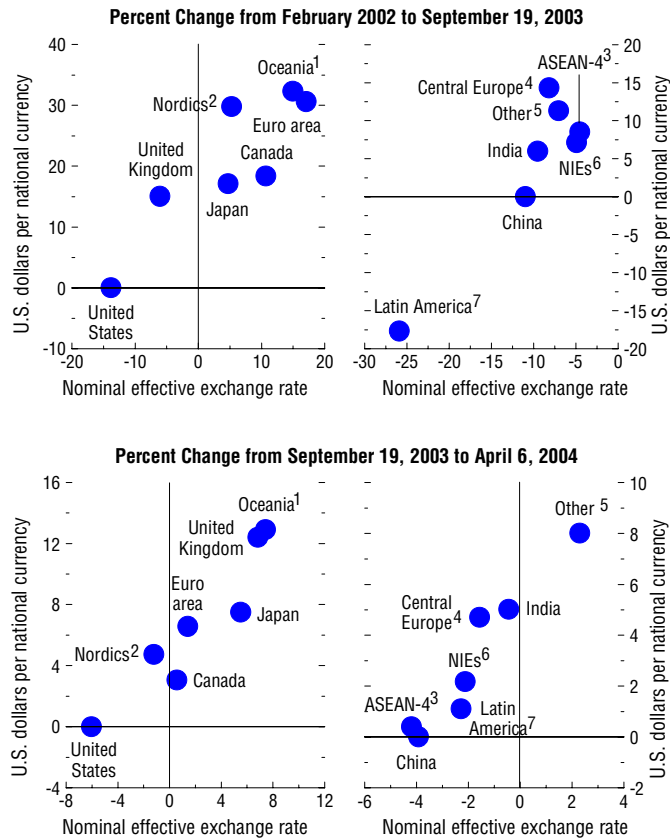 Percent Change from February 2002 to September 19, 2003
U.S. dollars per national currency
40
30
20
10
0
-10
Oceania1
Nordics2
Euro area
United
Kingdom
Canada
Japan
United
States
-20 -10 0 10 20
Nominal effective exchange rate
ASEAN-43
Central Europe4
Other5
India
NIEs6
China
Latin America7
20
15
10
5
0
-5
-10
-15
-20
U.S. dollars per national currency
-30 -25 -20 -15 -10 -5 0
Nominal effective exchange rate
Percent Change from September 19, 2003 to April 6, 2004
U.S. dollars per national currency
16
12
8
4
0
-4
Oceania1
United
Kingdom
Euro
area
Japan
Nordics2
Canada
United
States
-8 -4 0 4 8 12
Nominal effective exchange rate
Other 5
Central
Europe4
India
NIEs6
ASEAN-43
Latin
America7
China
10
8
6
4
2
0
-2
U.S. dollars per national currency
-6 -4 -2 0 2 4
Nominal effective exchange rate